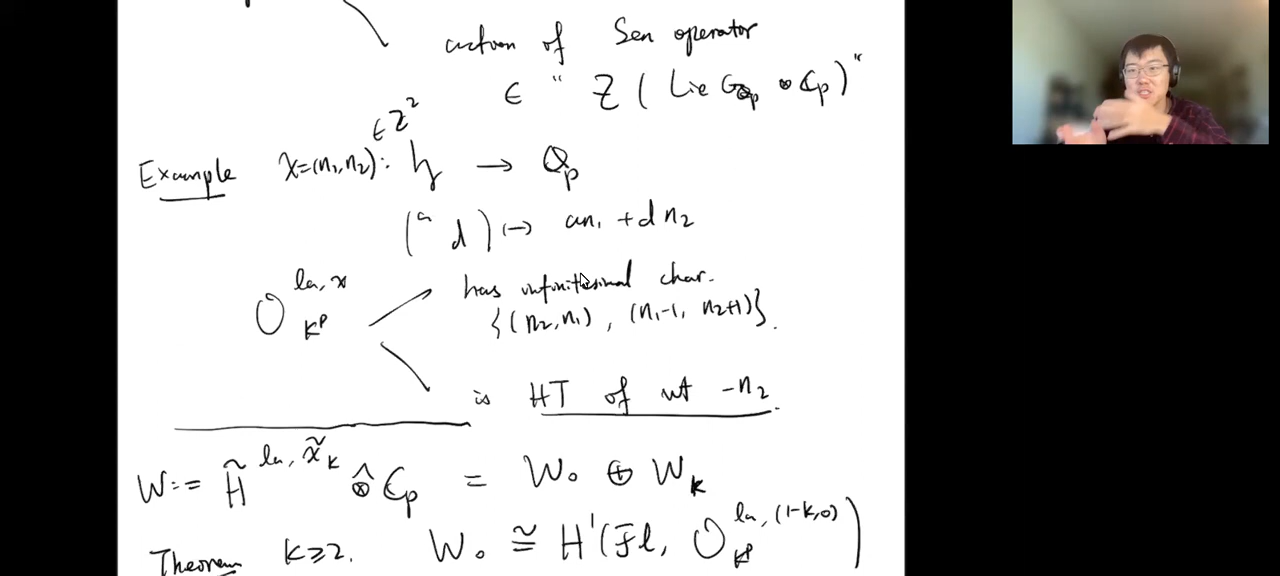 action of Sen operator
∈ " Z ( Lie G_{Q_p} ⊗ C_p ) "
Example χ=(n₁,n₂): 𝔥 → Q_p
∈ Z²
( a d ) ↦ an₁ + dn₂
O_{K^p}^{la,χ} has infinitesimal char.
{(n₂,n₁), (n₁-1, n₂+1)}.
is HT of wt -n₂.
W := H̃^{la, χ̃_k} ⊗̂ C_p = W₀ ⊕ W_k
Theorem k≥2. W₀ ≅ H¹(Fl, O_{K^p}^{la,(1-k,0)})